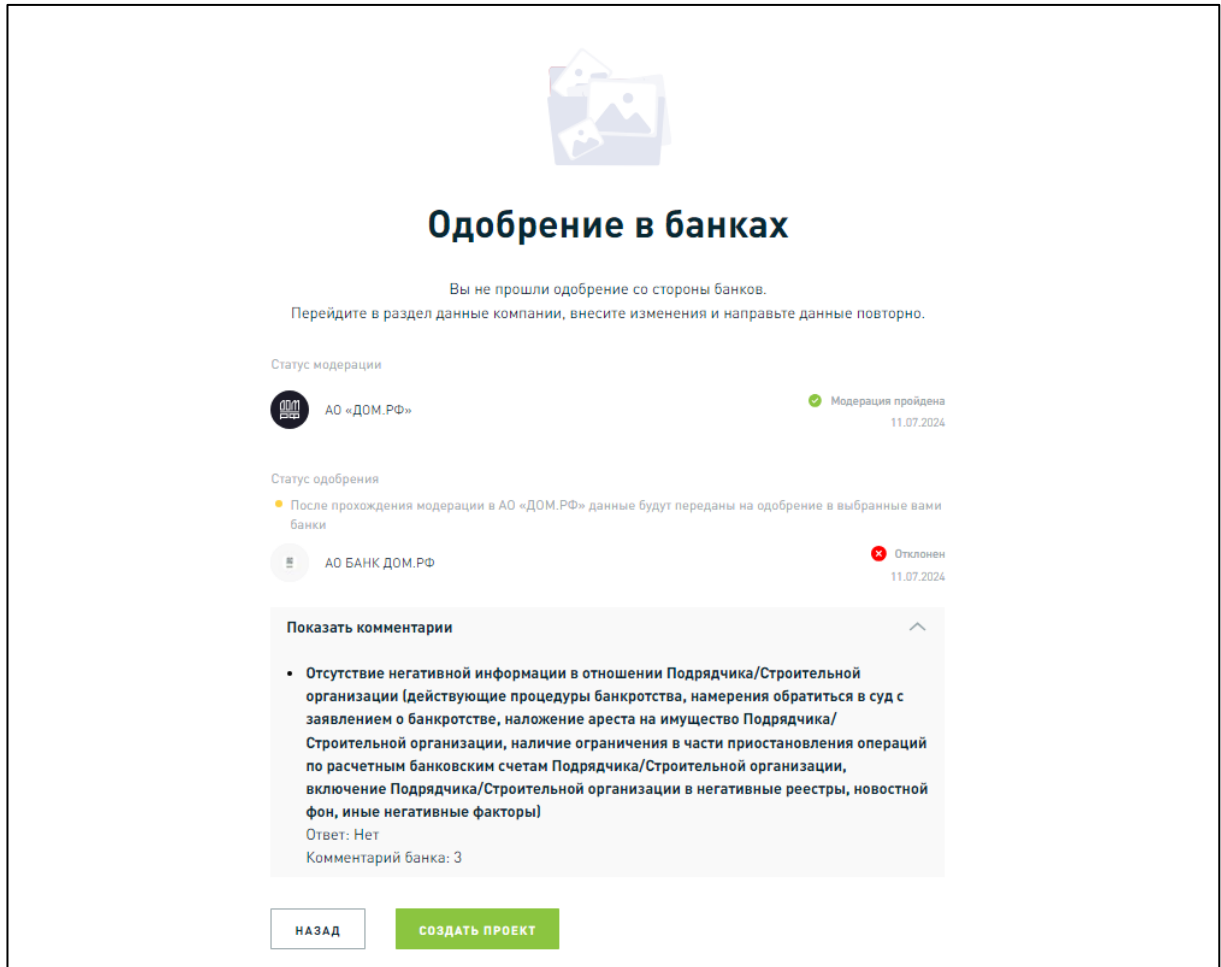 Одобрение в банках
Вы не прошли одобрение со стороны банков.
Перейдите в раздел данные компании, внесите изменения и направьте данные повторно.
Статус модерации
ДОМ
РФ
АО «ДОМ.РФ»
Модерация пройдена
11.07.2024
Статус одобрения
После прохождения модерации в АО «ДОМ.РФ» данные будут переданы на одобрение в выбранные вами
банки
АО БАНК ДОМ.РФ
Отклонен
11.07.2024
Показать комментарии
• Отсутствие негативной информации в отношении Подрядчика/Строительной
организации (действующие процедуры банкротства, намерения обратиться в суд с
заявлением о банкротстве, наложение ареста на имущество Подрядчика/
Строительной организации, наличие ограничения в части приостановления операций
по расчетным банковским счетам Подрядчика/Строительной организации,
включение Подрядчика/Строительной организации в негативные реестры, новостной
фон, иные негативные факторы)
Ответ: Нет
Комментарий банка: 3
НАЗАД
СОЗДАТЬ ПРОЕКТ